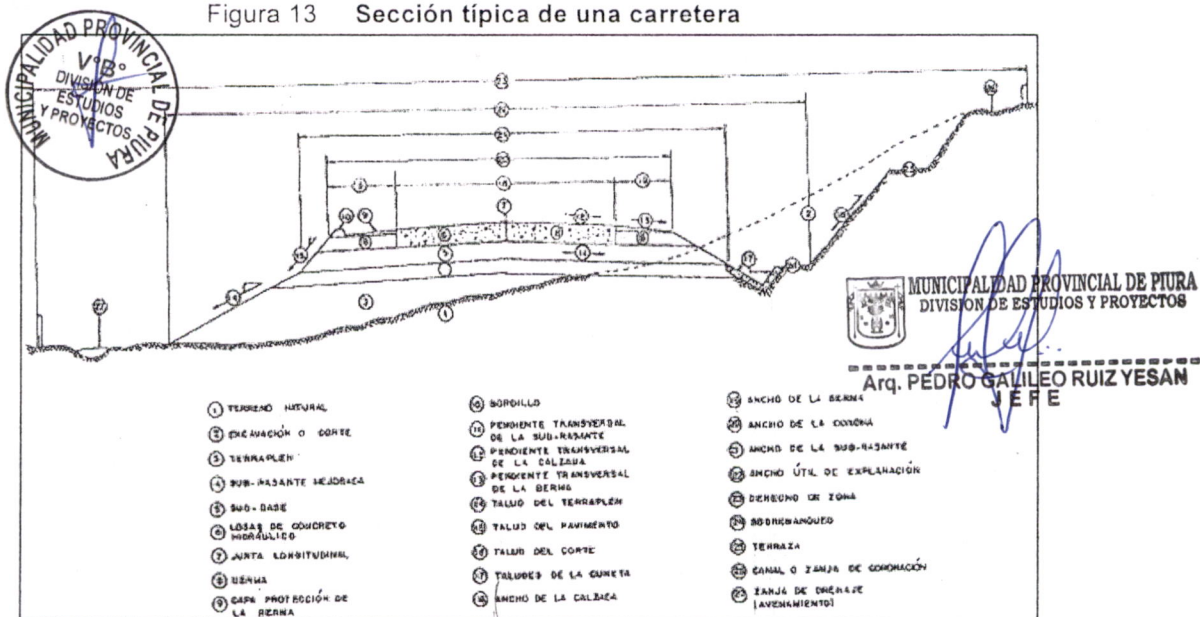 Figura 13 Sección típica de una carretera
MUNICIPALIDAD PROVINCIAL DE PIURA
V°B°
DIVISIÓN DE
ESTUDIOS
Y PROYECTOS
MUNICIPALIDAD PROVINCIAL DE PIURA
DIVISIÓN DE ESTUDIOS Y PROYECTOS
Arq. PEDRO GALILEO RUIZ YESAN
JEFE
1 TERRENO NATURAL
2 EXCAVACIÓN O CORTE
3 TERRAPLEN
4 SUB-RASANTE MEJORADA
5 SUB-BASE
6 LOSAS DE CONCRETO
HIDRÁULICO
7 JUNTA LONGITUDINAL
8 BERMA
9 CAPA PROTECCIÓN DE
LA BERMA
10 BORDILLO
11 PENDIENTE TRANSVERSAL
DE LA SUB-RASANTE
12 PENDIENTE TRANSVERSAL
DE LA CALZADA
13 PENDIENTE TRANSVERSAL
DE LA BERMA
14 TALUD DEL TERRAPLEN
15 TALUD DEL PAVIMENTO
16 TALUD DEL CORTE
17 TALUDES DE LA CUNETA
18 ANCHO DE LA CALZADA
19 ANCHO DE LA BERMA
20 ANCHO DE LA CORONA
21 ANCHO DE LA SUB-RASANTE
22 ANCHO ÚTIL DE EXPLANACIÓN
23 DERECHO DE ZONA
24 SOBREBANQUEO
25 TERRAZA
26 CANAL O ZANJA DE CORONACIÓN
27 ZANJA DE DRENAJE
(AVENAMIENTO)